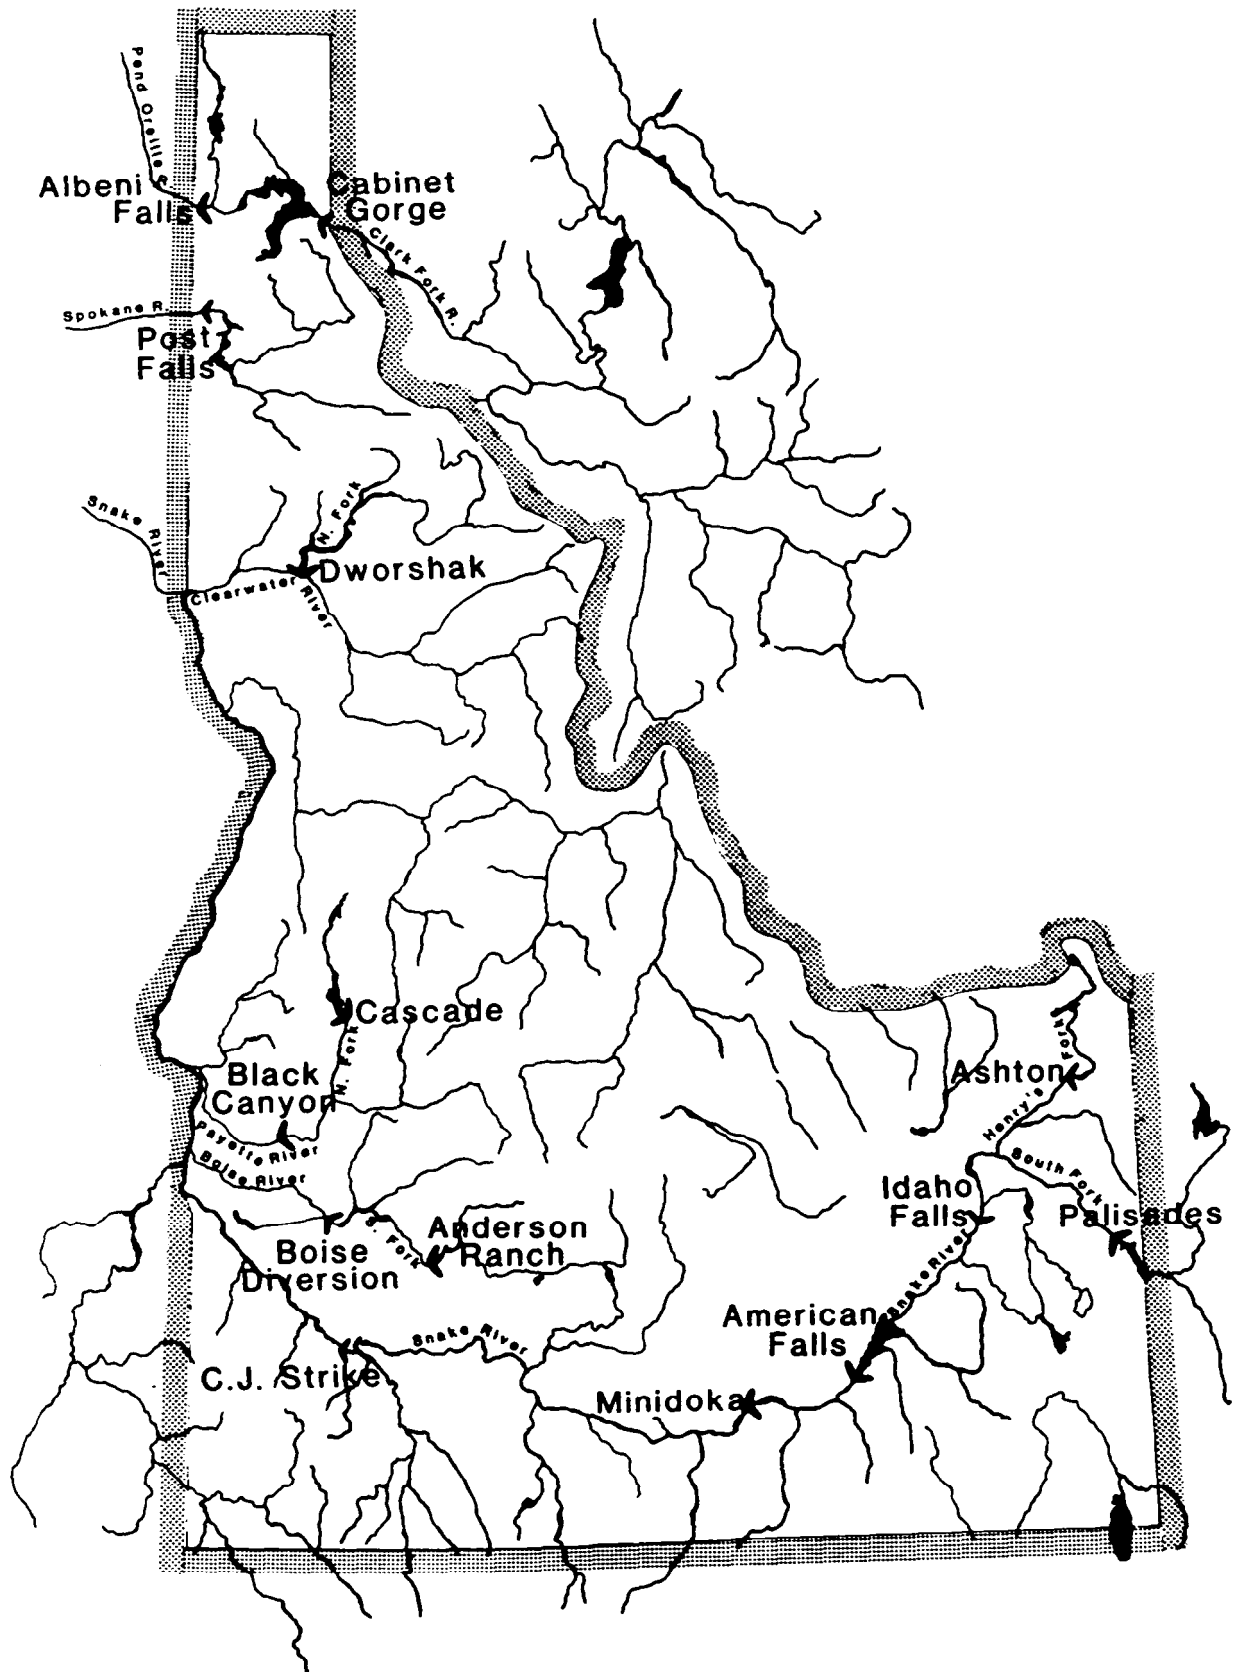 Pend Oreille R.
Albeni
Falls
Cabinet
Gorge
Clark Fork R.
Spokane R.
Post
Falls
Snake River
N. Fork
Dworshak
Clearwater
River
Cascade
N. Fork
Black
Canyon
Payette River
Boise River
Ashton
Henry's
Fork
South Fork
Idaho
Falls
Palisades
S. Fork
Anderson
Ranch
Boise
Diversion
Snake River
American
Falls
Snake River
C.J. Strike
Minidoka